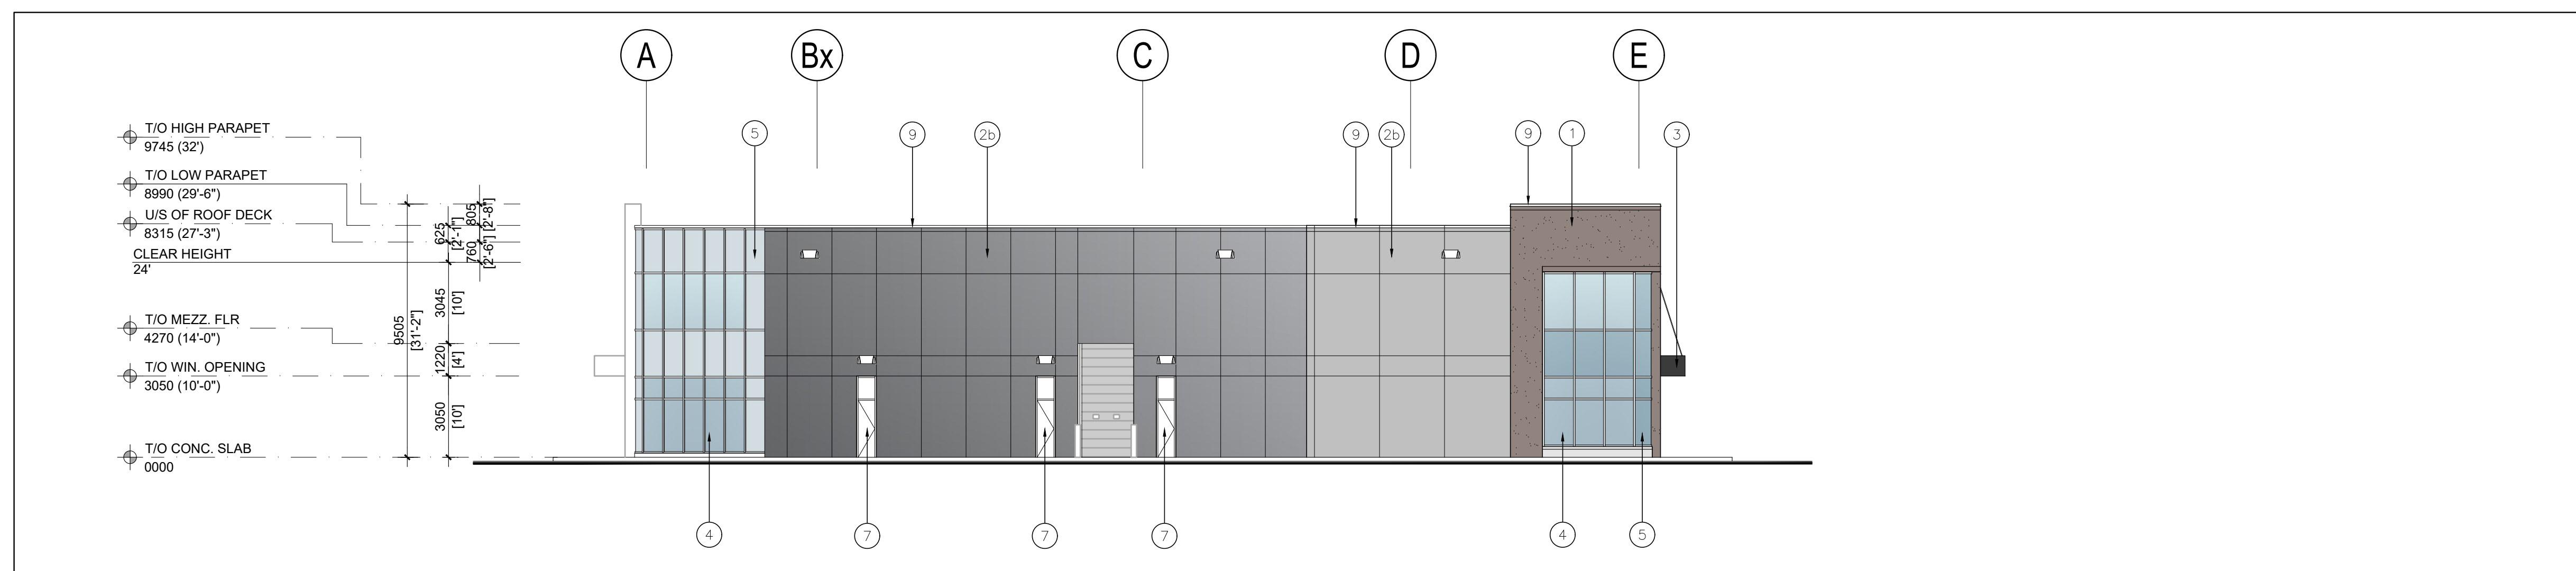 A
Bx
C
D
E
5
9
2b
9
2b
9
1
3
T/O HIGH PARAPET
9745 (32')
T/O LOW PARAPET
8990 (29'-6")
U/S OF ROOF DECK
8315 (27'-3")
CLEAR HEIGHT
24'
T/O MEZZ. FLR
4270 (14'-0")
T/O WIN. OPENING
3050 (10'-0")
T/O CONC. SLAB
0000
9505
[31'-2"]
625
[2'-1"]
3045
[10']
1220
[4']
3050
[10']
805
[2'-8"]
760
[2'-6"]
4
7
7
7
4
5